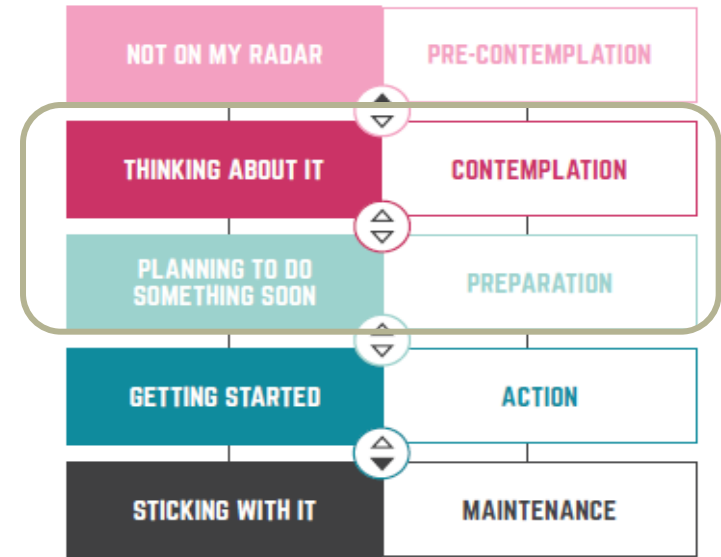 NOT ON MY RADAR
PRE-CONTEMPLATION
THINKING ABOUT IT
CONTEMPLATION
PLANNING TO DO
SOMETHING SOON
PREPARATION
GETTING STARTED
ACTION
STICKING WITH IT
MAINTENANCE